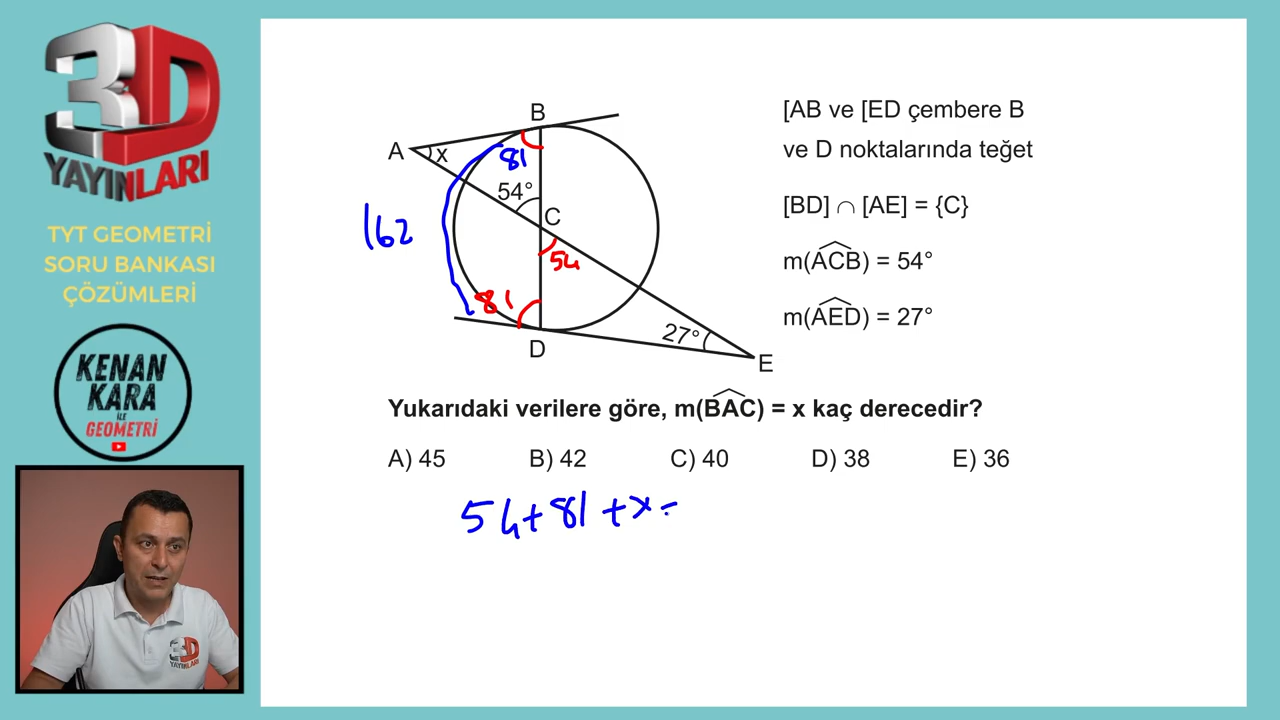 3D
YAYINLARI
TYT GEOMETRİ
SORU BANKASI
ÇÖZÜMLERİ
KENAN
KARA
İLE
GEOMETRİ
3D
YAYINLARI
B
A
x
81
54°
C
162
54
81
27°
D
E
[AB ve [ED çembere B
ve D noktalarında teğet
[BD] ∩ [AE] = {C}
m(ACB) = 54°
m(AED) = 27°
Yukarıdaki verilere göre, m(BAC) = x kaç derecedir?
A) 45 B) 42 C) 40 D) 38 E) 36
54+81+x=